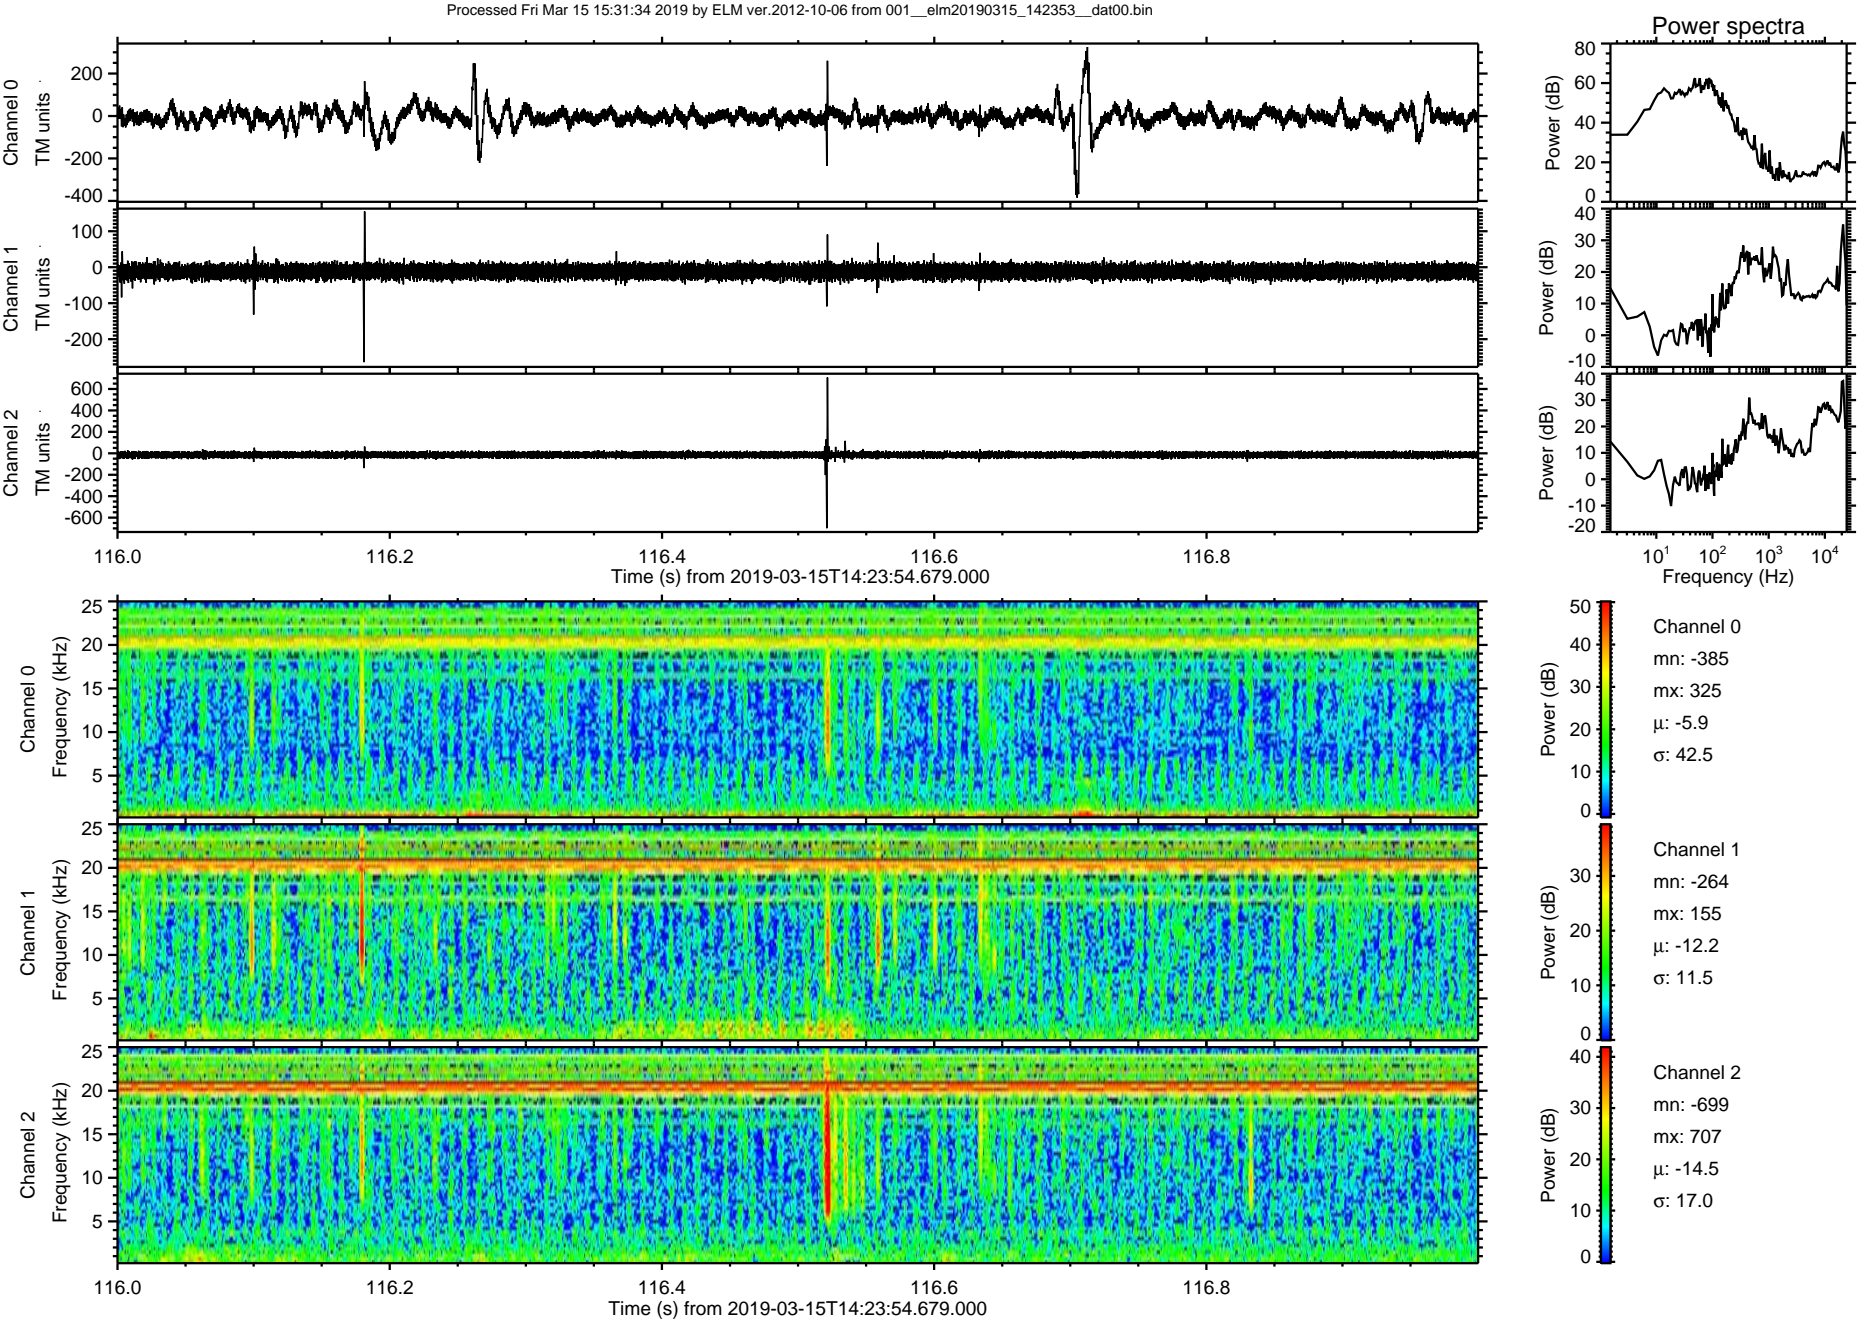 Processed Fri Mar 15 15:31:34 2019 by ELM ver.2012-10-06 from 001__elm20190315_142353__dat00.bin
Power spectra
Channel 0
TM units
200
0
-200
-400
Power (dB)
80
60
40
20
0
Channel 1
TM units
100
0
-100
-200
Power (dB)
40
30
20
10
0
-10
Channel 2
TM units
600
400
200
0
-200
-400
-600
Power (dB)
40
30
20
10
0
-10
-20
116.0 116.2 116.4 116.6 116.8
Time (s) from 2019-03-15T14:23:54.679.000
10¹ 10² 10³ 10⁴
Frequency (Hz)
Channel 0
Frequency (kHz)
25
20
15
10
5
Power (dB)
50
40
30
20
10
0
Channel 0
mn: -385
mx: 325
μ: -5.9
σ: 42.5
Channel 1
Frequency (kHz)
25
20
15
10
5
Power (dB)
30
20
10
0
Channel 1
mn: -264
mx: 155
μ: -12.2
σ: 11.5
Channel 2
Frequency (kHz)
25
20
15
10
5
Power (dB)
40
30
20
10
0
Channel 2
mn: -699
mx: 707
μ: -14.5
σ: 17.0
116.0 116.2 116.4 116.6 116.8
Time (s) from 2019-03-15T14:23:54.679.000